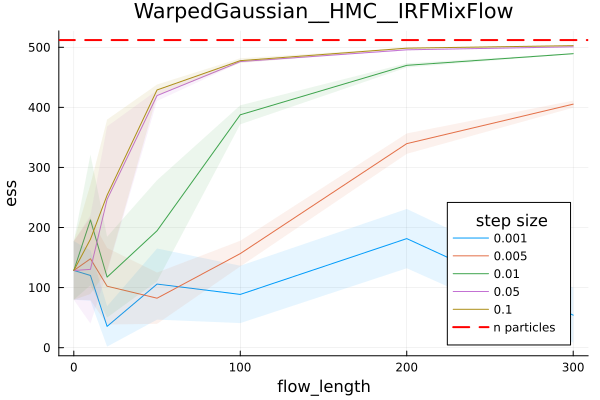 WarpedGaussian__HMC__IRFMixFlow
ess
500
400
300
200
100
0
step size
0.001
0.005
0.01
0.05
0.1
n particles
0 100 200 300
flow_length